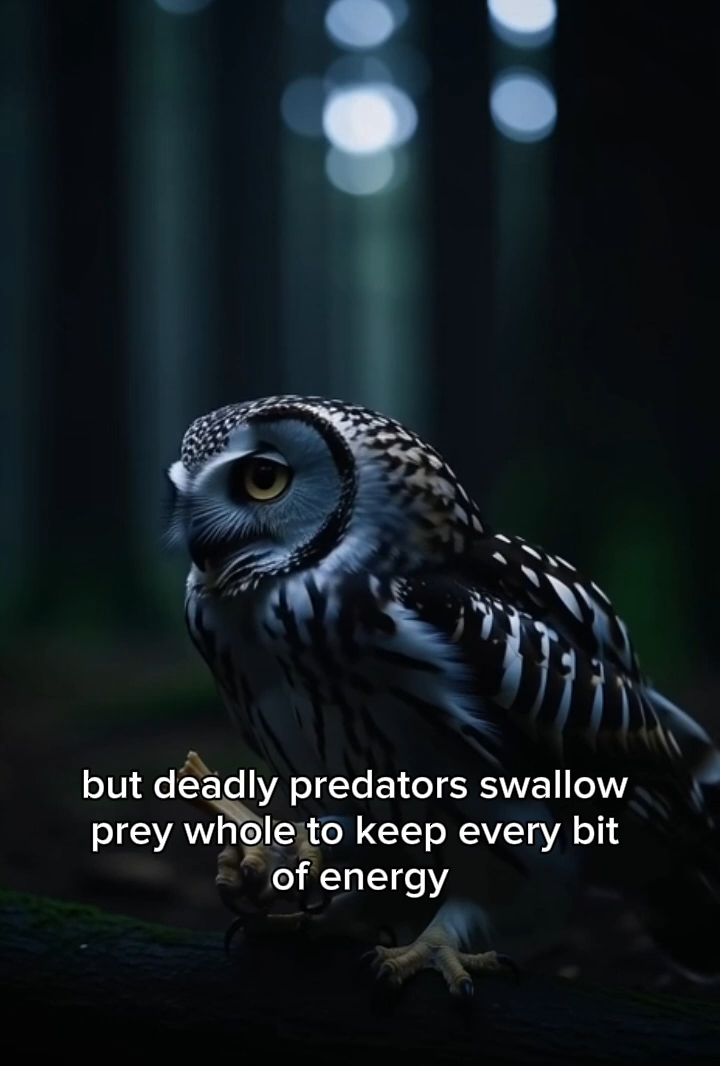 but deadly predators swallow
prey whole to keep every bit
of energy